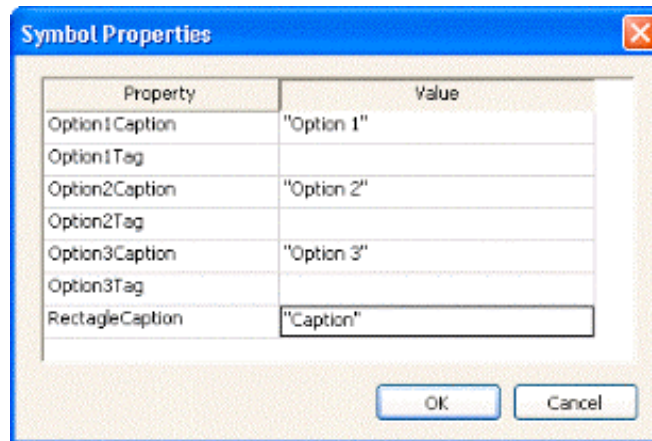 Symbol Properties
Property Value
Option1Caption "Option 1"
Option1Tag
Option2Caption "Option 2"
Option2Tag
Option3Caption "Option 3"
Option3Tag
RectagleCaption "Caption"
OK Cancel